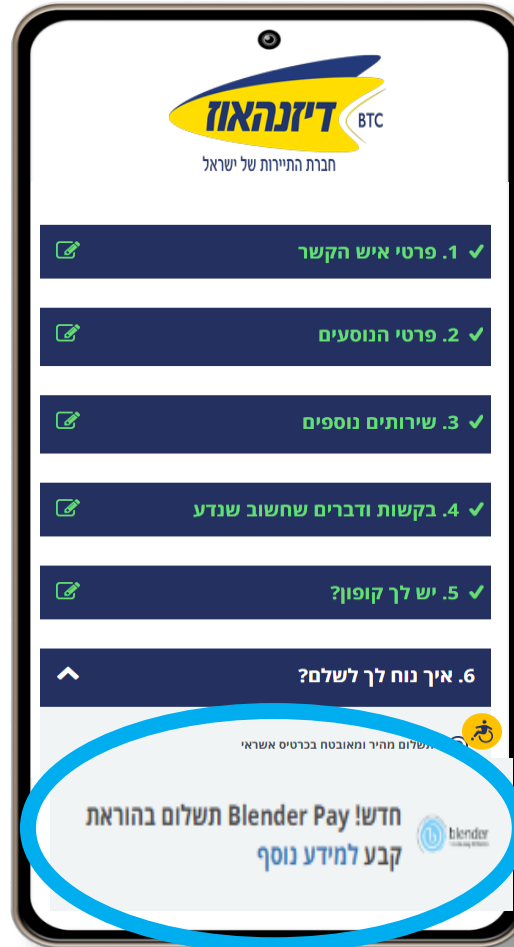 דיזנהאוז
BTC
חברת התיירות של ישראל
1. פרטי איש הקשר
2. פרטי הנוסעים
3. שירותים נוספים
4. בקשות ודברים שחשוב שנדע
5. יש לך קופון?
6. איך נוח לך לשלם?
תשלום מהיר ומאובטח בכרטיס אשראי
חדש! Blender Pay תשלום בהוראת
קבע למידע נוסף
blender